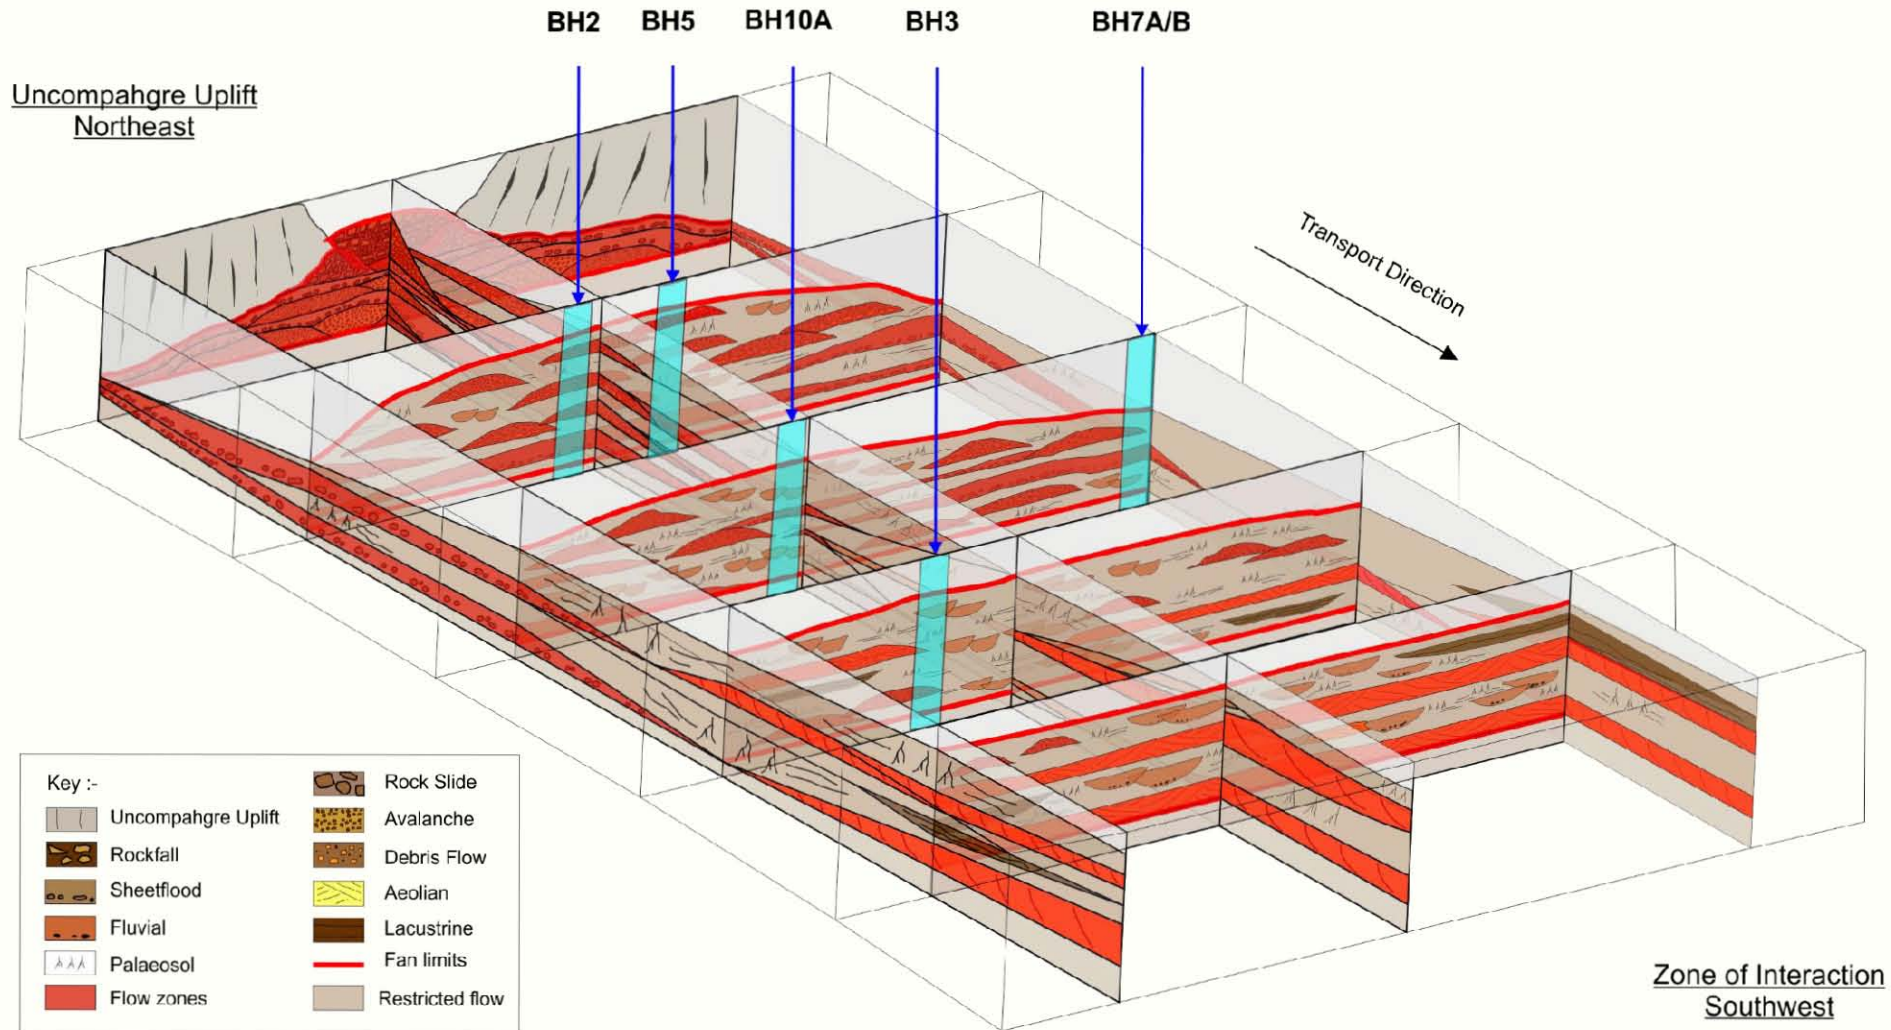 BH2 BH5 BH10A BH3 BH7A/B
Uncompahgre Uplift
Northeast
Transport Direction
Key :-
Uncompahgre Uplift
Rockfall
Sheetflood
Fluvial
Palaeosol
Flow zones
Rock Slide
Avalanche
Debris Flow
Aeolian
Lacustrine
Fan limits
Restricted flow
Zone of Interaction
Southwest